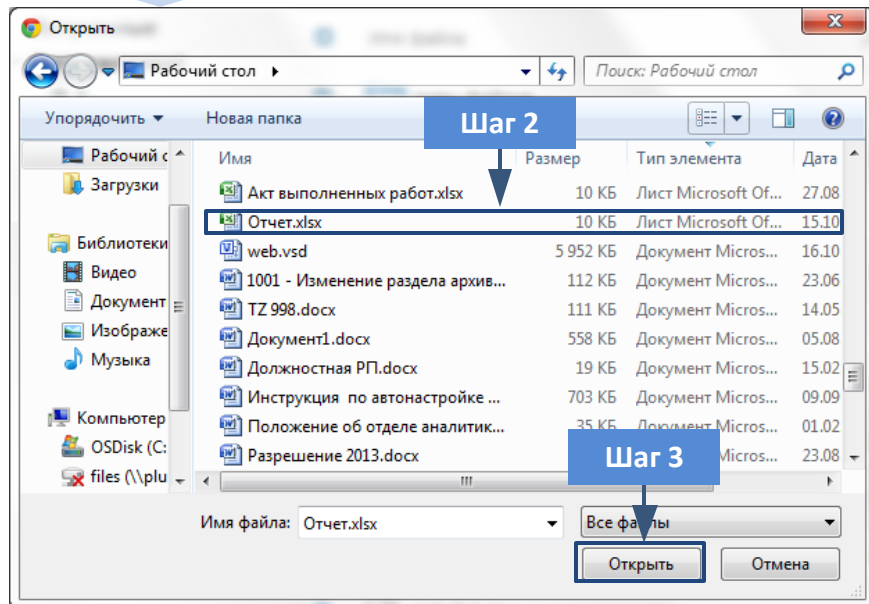 Открыть
Рабочий стол
Поиск: Рабочий стол
Упорядочить
Новая папка
Шаг 2
Имя Размер Тип элемента Дата
Рабочий с
Загрузки
Библиотеки
Видео
Документ
Изображе
Музыка
Компьютер
OSDisk (C:
files (\\plu
Акт выполненных работ.xlsx 10 КБ Лист Microsoft Of... 27.08
Отчет.xlsx 10 КБ Лист Microsoft Of... 15.10
web.vsd 5 952 КБ Документ Micros... 16.10
1001 - Изменение раздела архив... 112 КБ Документ Micros... 23.06
TZ 998.docx 111 КБ Документ Micros... 14.05
Документ1.docx 558 КБ Документ Micros... 05.08
Должностная РП.docx 19 КБ Документ Micros... 15.02
Инструкция по автонастройке ... 703 КБ Документ Micros... 09.09
Положение об отделе аналитик... 35 КБ Документ Micros... 01.02
Разрешение 2013.docx Micros... 23.08
Шаг 3
Имя файла: Отчет.xlsx
Все файлы
Открыть
Отмена